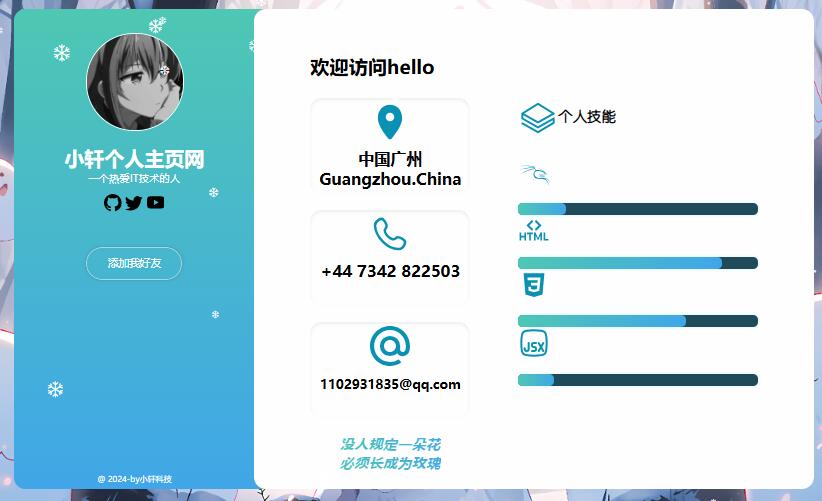 小轩个人主页网
一个热爱IT技术的人
添加我好友
@ 2024-by小轩科技
欢迎访问hello
中国广州
Guangzhou.China
+44 7342 822503
1102931835@qq.com
没人规定一朵花
必须长成为玫瑰
个人技能
HTML
3
JSX